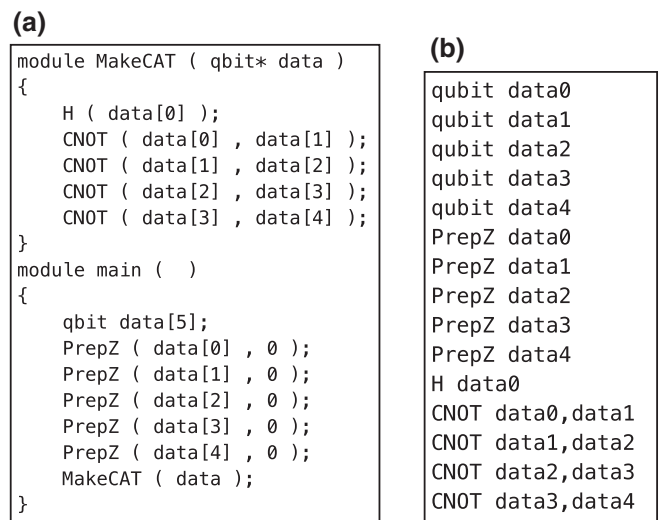 (a)
module MakeCAT ( qbit* data )
{
    H ( data[0] );
    CNOT ( data[0] , data[1] );
    CNOT ( data[1] , data[2] );
    CNOT ( data[2] , data[3] );
    CNOT ( data[3] , data[4] );
}
module main (  )
{
    qbit data[5];
    PrepZ ( data[0] , 0 );
    PrepZ ( data[1] , 0 );
    PrepZ ( data[2] , 0 );
    PrepZ ( data[3] , 0 );
    PrepZ ( data[4] , 0 );
    MakeCAT ( data );
}
(b)
qubit data0
qubit data1
qubit data2
qubit data3
qubit data4
PrepZ data0
PrepZ data1
PrepZ data2
PrepZ data3
PrepZ data4
H data0
CNOT data0,data1
CNOT data1,data2
CNOT data2,data3
CNOT data3,data4